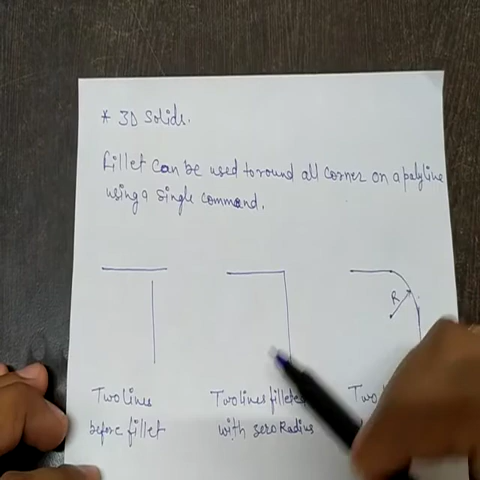 * 3D Solids.
Fillet can be used to round all corner on a polyline
using a single command.
R
Two lines
before fillet
Two lines filleted
with zero Radius
Two